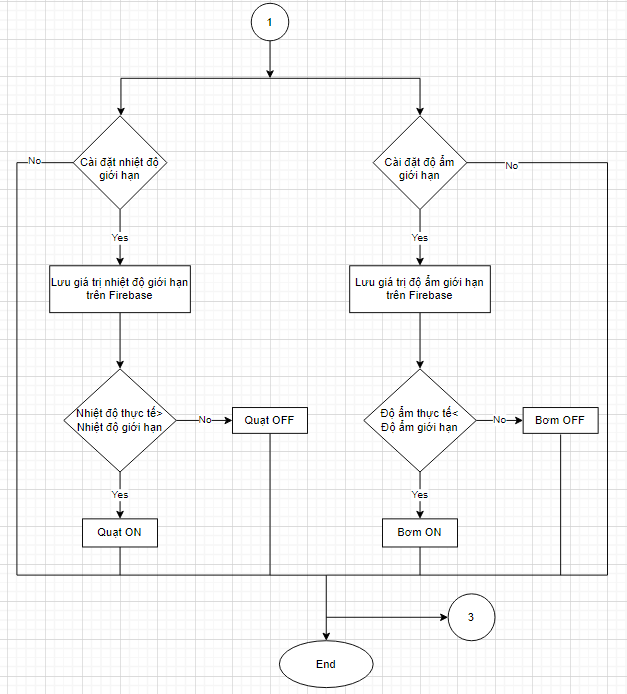 1
Cài đặt nhiệt độ
giới hạn
Cài đặt độ ẩm
giới hạn
No
No
Yes
Yes
Lưu giá trị nhiệt độ giới hạn
trên Firebase
Lưu giá trị độ ẩm giới hạn
trên Firebase
Nhiệt độ thực tế>
Nhiệt độ giới hạn
No
Quạt OFF
Độ ẩm thực tế<
Độ ẩm giới hạn
No
Bơm OFF
Yes
Yes
Quạt ON
Bơm ON
3
End